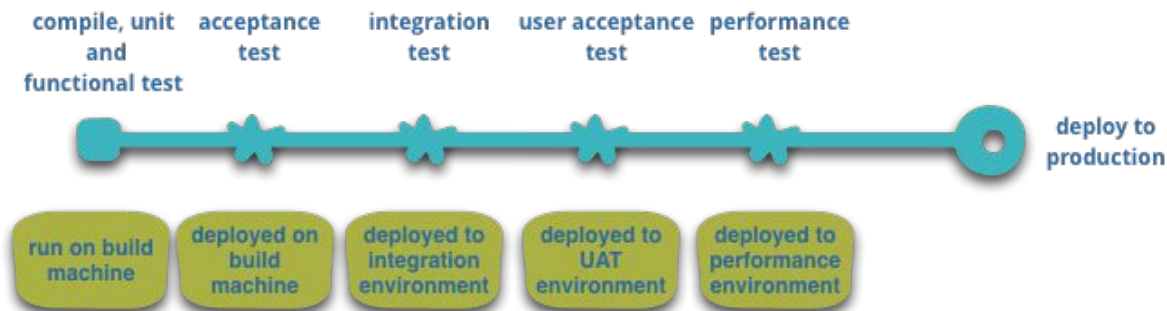 compile, unit
and
functional test
acceptance
test
integration
test
user acceptance
test
performance
test
deploy to
production
run on build
machine
deployed on
build
machine
deployed to
integration
environment
deployed to
UAT
environment
deployed to
performance
environment